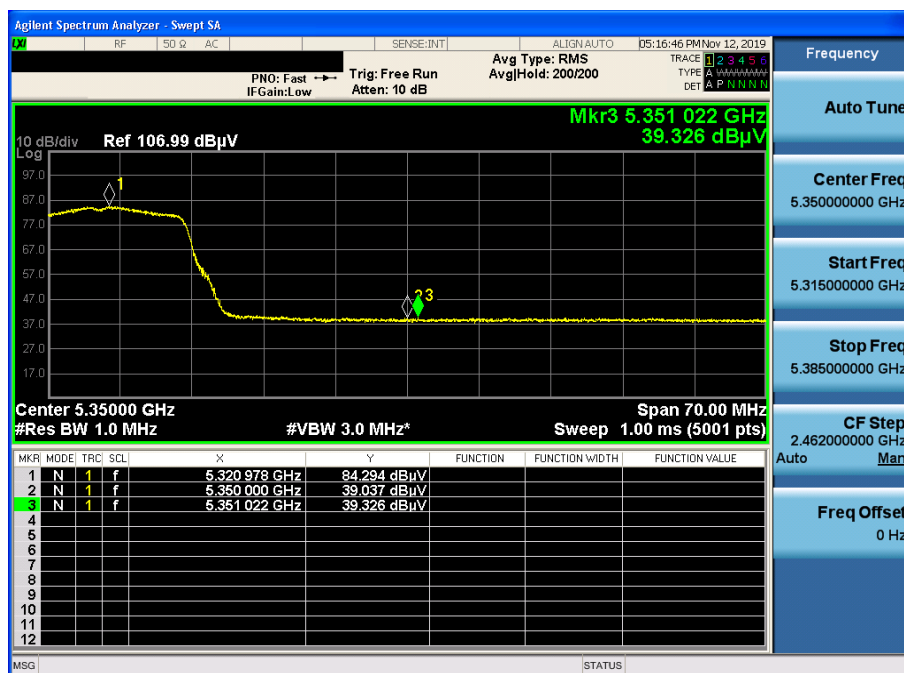 Agilent Spectrum Analyzer - Swept SA
LXI RF 50 Ω AC SENSE:INT ALIGN AUTO 05:16:46 PM Nov 12, 2019
PNO: Fast
IFGain:Low
Trig: Free Run
Atten: 10 dB
Avg Type: RMS
Avg|Hold: 200/200
TRACE 1 2 3 4 5 6
TYPE A WWWWW
DET A P N N N N
Mkr3 5.351 022 GHz
39.326 dBµV
10 dB/div Ref 106.99 dBµV
Log
97.0
87.0
77.0
67.0
57.0
47.0
37.0
27.0
17.0
1
2 3
Center 5.35000 GHz Span 70.00 MHz
#Res BW 1.0 MHz #VBW 3.0 MHz* Sweep 1.00 ms (5001 pts)
MKR MODE TRC SCL X Y FUNCTION FUNCTION WIDTH FUNCTION VALUE
1 N 1 f 5.320 978 GHz 84.294 dBµV
2 N 1 f 5.350 000 GHz 39.037 dBµV
3 N 1 f 5.351 022 GHz 39.326 dBµV
4
5
6
7
8
9
10
11
12
MSG STATUS
Frequency
Auto Tune
Center Freq
5.350000000 GHz
Start Freq
5.315000000 GHz
Stop Freq
5.385000000 GHz
CF Step
2.462000000 GHz
Auto Man
Freq Offset
0 Hz